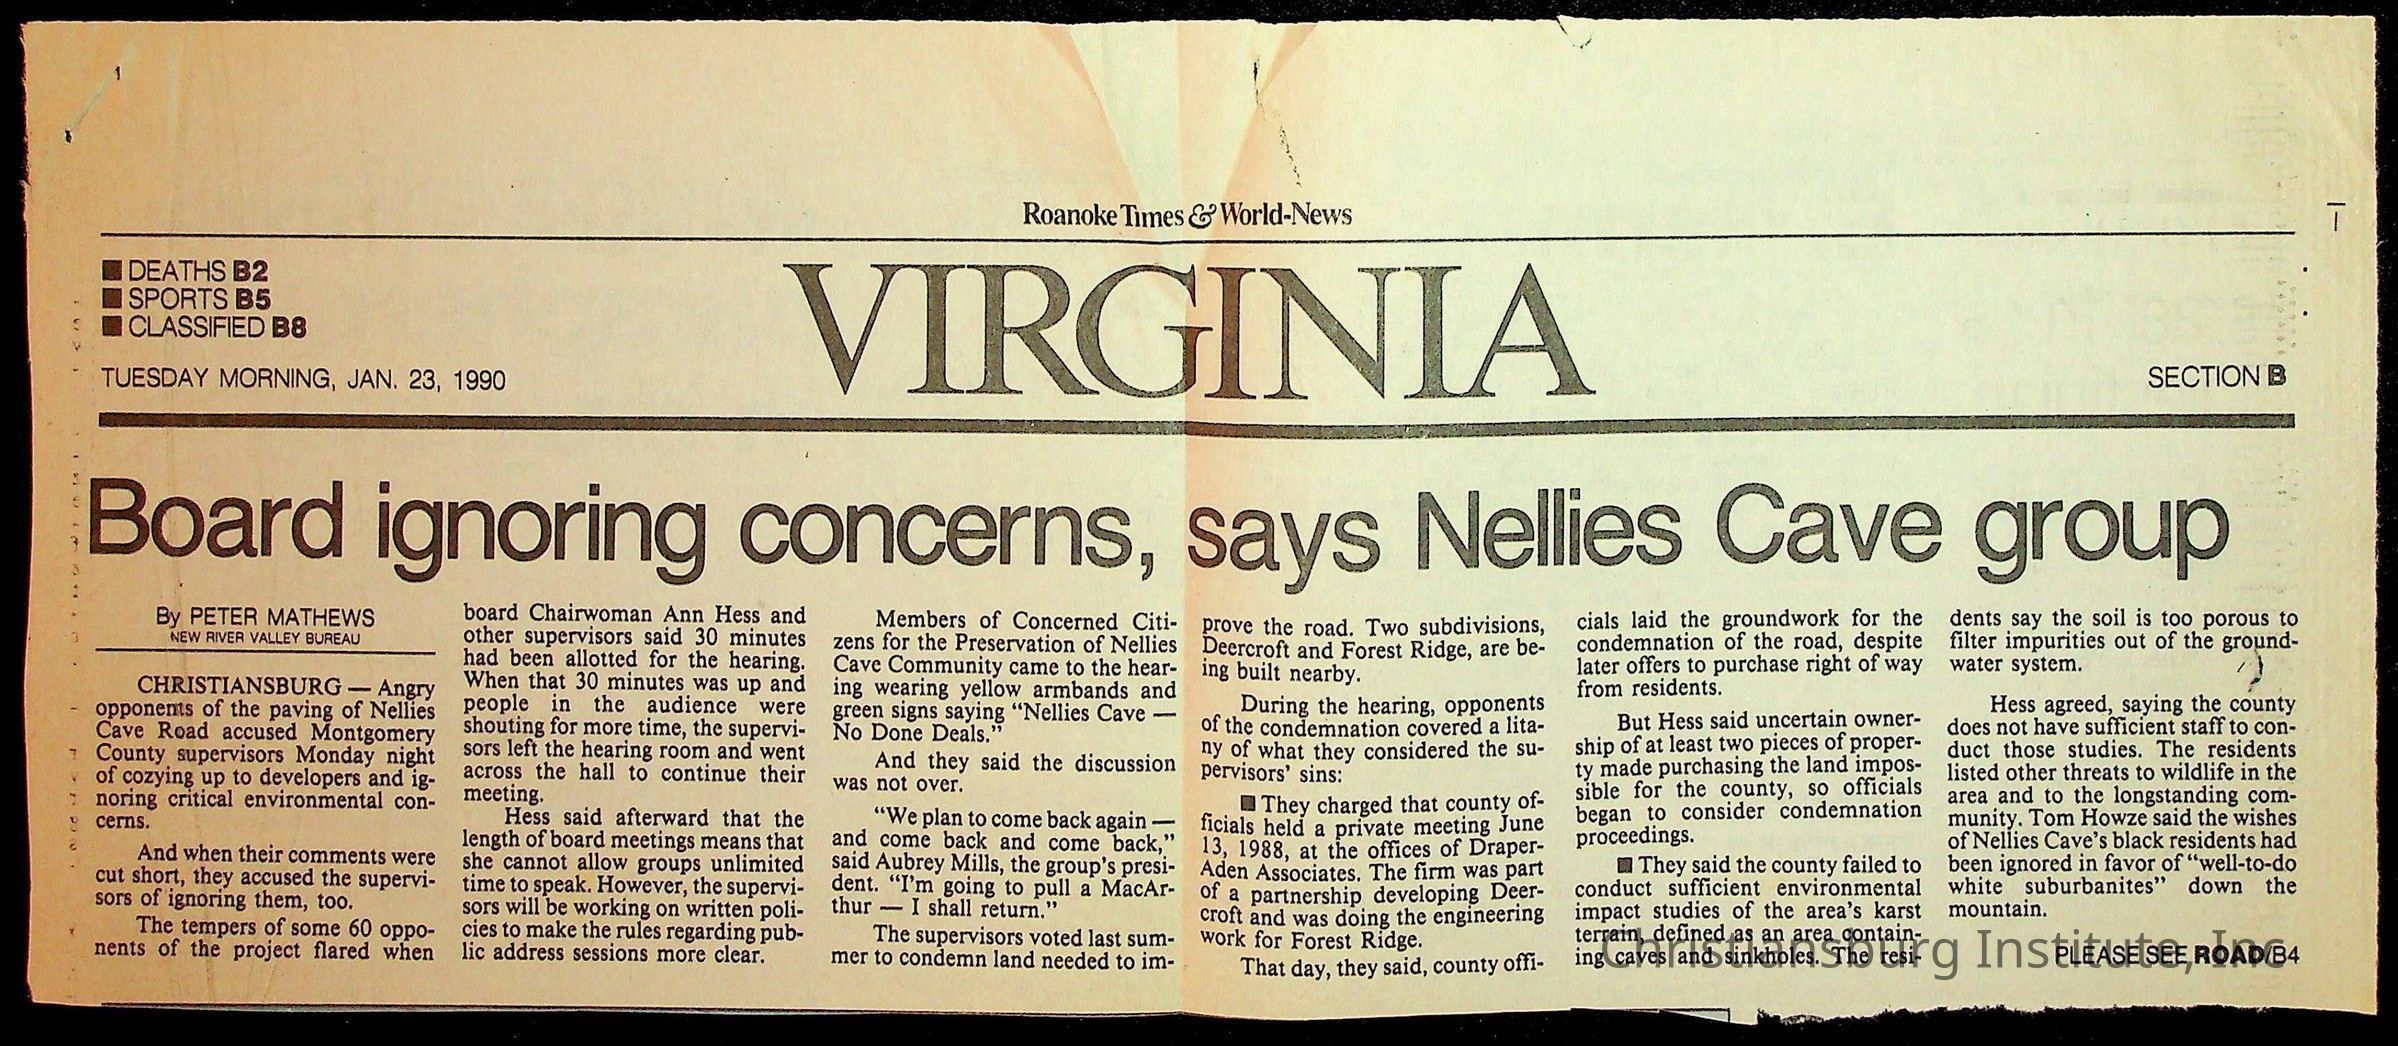 Roanoke Times & World-News
■ DEATHS B2
■ SPORTS B5
■ CLASSIFIED B8
TUESDAY MORNING, JAN. 23, 1990
VIRGINIA
SECTION B
Board ignoring concerns, says Nellies Cave group
By PETER MATHEWS
NEW RIVER VALLEY BUREAU
CHRISTIANSBURG — Angry
opponents of the paving of Nellies
Cave Road accused Montgomery
County supervisors Monday night
of cozying up to developers and ig-
noring critical environmental con-
cerns.
And when their comments were
cut short, they accused the supervi-
sors of ignoring them, too.
The tempers of some 60 oppo-
nents of the project flared when
board Chairwoman Ann Hess and
other supervisors said 30 minutes
had been allotted for the hearing.
When that 30 minutes was up and
people in the audience were
shouting for more time, the supervi-
sors left the hearing room and went
across the hall to continue their
meeting.
Hess said afterward that the
length of board meetings means that
she cannot allow groups unlimited
time to speak. However, the supervi-
sors will be working on written poli-
cies to make the rules regarding pub-
lic address sessions more clear.
Members of Concerned Citi-
zens for the Preservation of Nellies
Cave Community came to the hear-
ing wearing yellow armbands and
green signs saying “Nellies Cave —
No Done Deals.”
And they said the discussion
was not over.
“We plan to come back again —
and come back and come back,”
said Aubrey Mills, the group’s presi-
dent. “I’m going to pull a MacAr-
thur — I shall return.”
The supervisors voted last sum-
mer to condemn land needed to im-
prove the road. Two subdivisions,
Deercroft and Forest Ridge, are be-
ing built nearby.
During the hearing, opponents
of the condemnation covered a lita-
ny of what they considered the su-
pervisors’ sins:
■ They charged that county of-
ficials held a private meeting June
13, 1988, at the offices of Draper-
Aden Associates. The firm was part
of a partnership developing Deer-
croft and was doing the engineering
work for Forest Ridge.
That day, they said, county offi-
cials laid the groundwork for the
condemnation of the road, despite
later offers to purchase right of way
from residents.
But Hess said uncertain owner-
ship of at least two pieces of proper-
ty made purchasing the land impos-
sible for the county, so officials
began to consider condemnation
proceedings.
■ They said the county failed to
conduct sufficient environmental
impact studies of the area’s karst
terrain, defined as an area contain-
ing caves and sinkholes. The resi-
dents say the soil is too porous to
filter impurities out of the ground-
water system.
Hess agreed, saying the county
does not have sufficient staff to con-
duct those studies. The residents
listed other threats to wildlife in the
area and to the longstanding com-
munity. Tom Howze said the wishes
of Nellies Cave’s black residents had
been ignored in favor of “well-to-do
white suburbanites” down the
mountain.
PLEASE SEE ROAD/B4
Christiansburg Institute, Inc